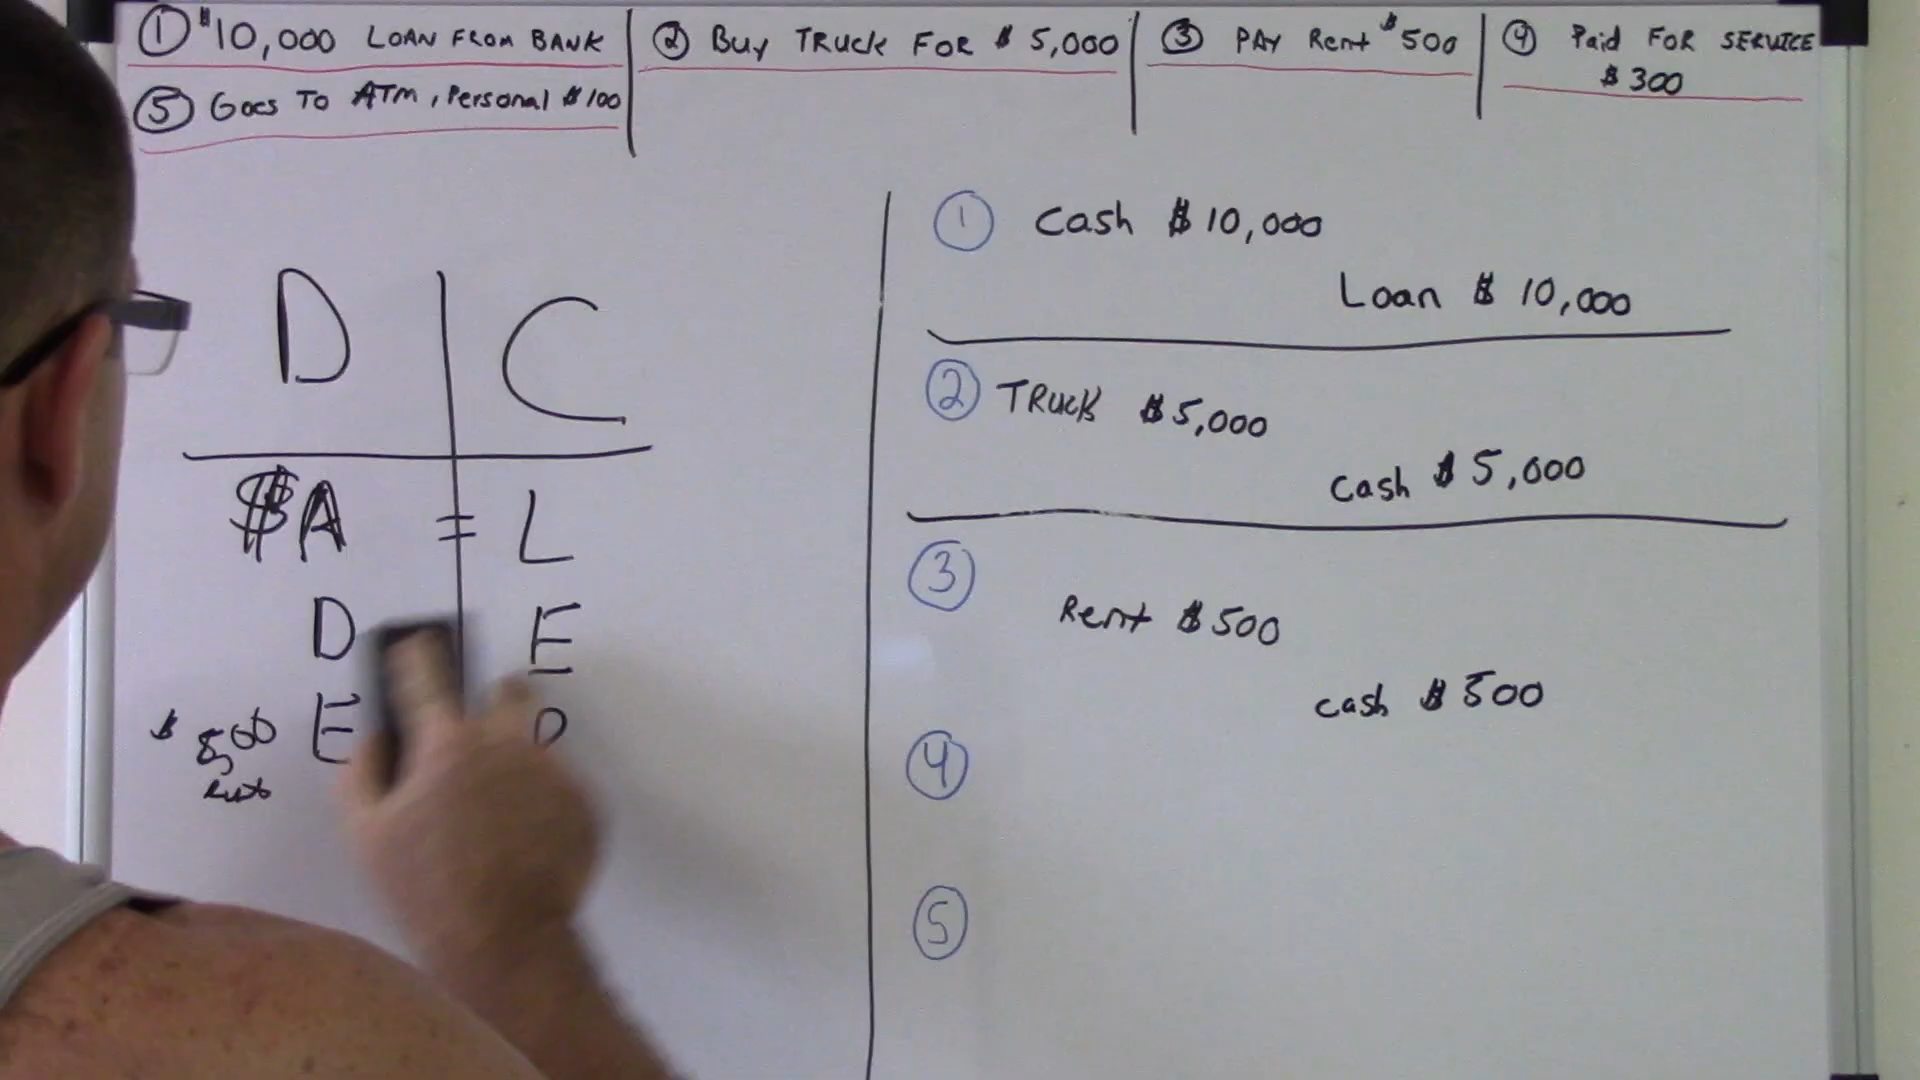 ① $10,000 LOAN FROM BANK
② Buy TRUCK FOR $ 5,000
③ PAY Rent $500
④ Paid FOR SERVICE
$ 300
⑤ Goes To ATM, Personal $100
D C
$A = L
D E
$ 500 E
① Cash $10,000
Loan $ 10,000
② TRUCK $5,000
Cash $5,000
③
Rent $500
cash $500
④
⑤